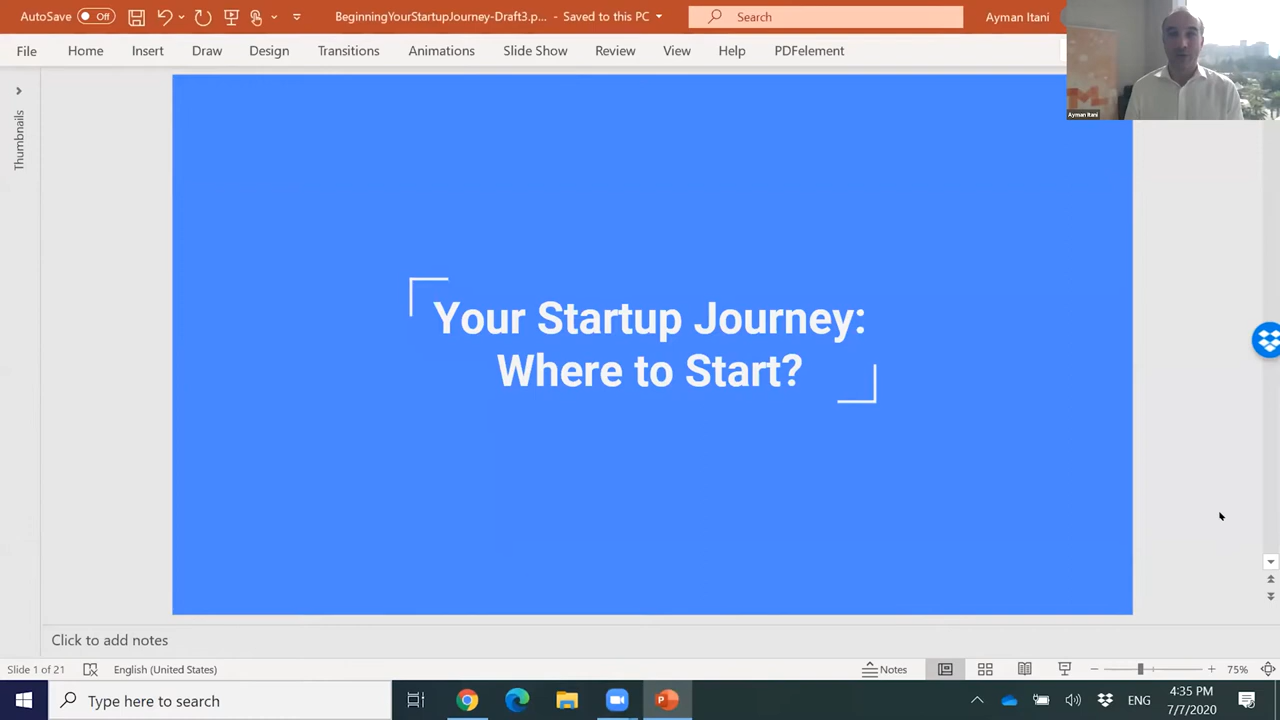 AutoSave Off BeginningYourStartupJourney-Draft3.p... - Saved to this PC Search Ayman Itani
File Home Insert Draw Design Transitions Animations Slide Show Review View Help PDFelement
Ayman Itani
Thumbnails
Your Startup Journey:
Where to Start?
Click to add notes
Slide 1 of 21 English (United States) Notes 75%
Type here to search ENG 4:35 PM
7/7/2020